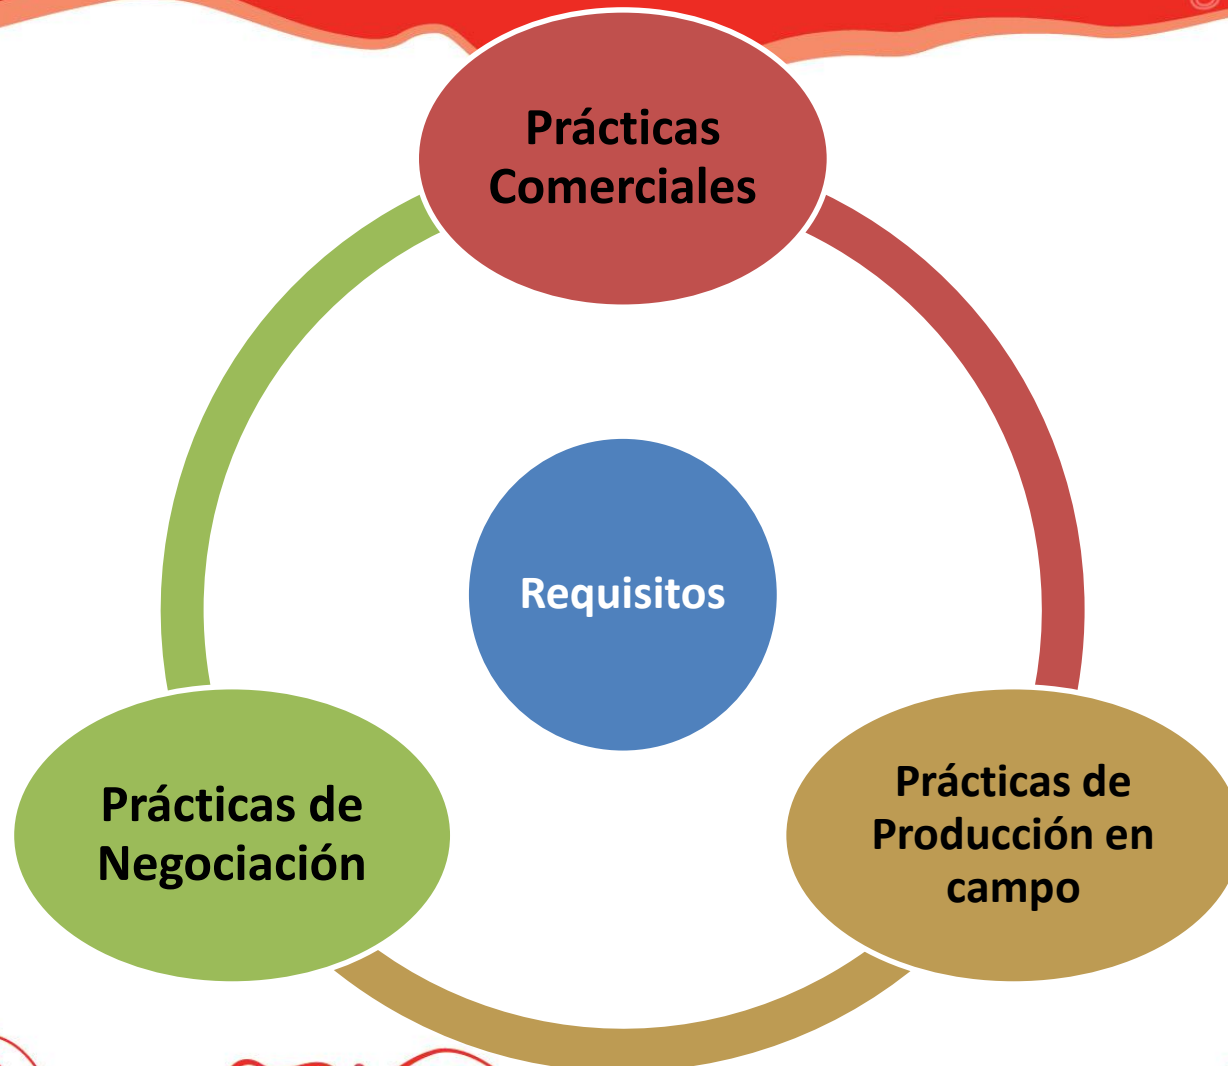 Prácticas
Comerciales
Requisitos
Prácticas de
Negociación
Prácticas de
Producción en
campo